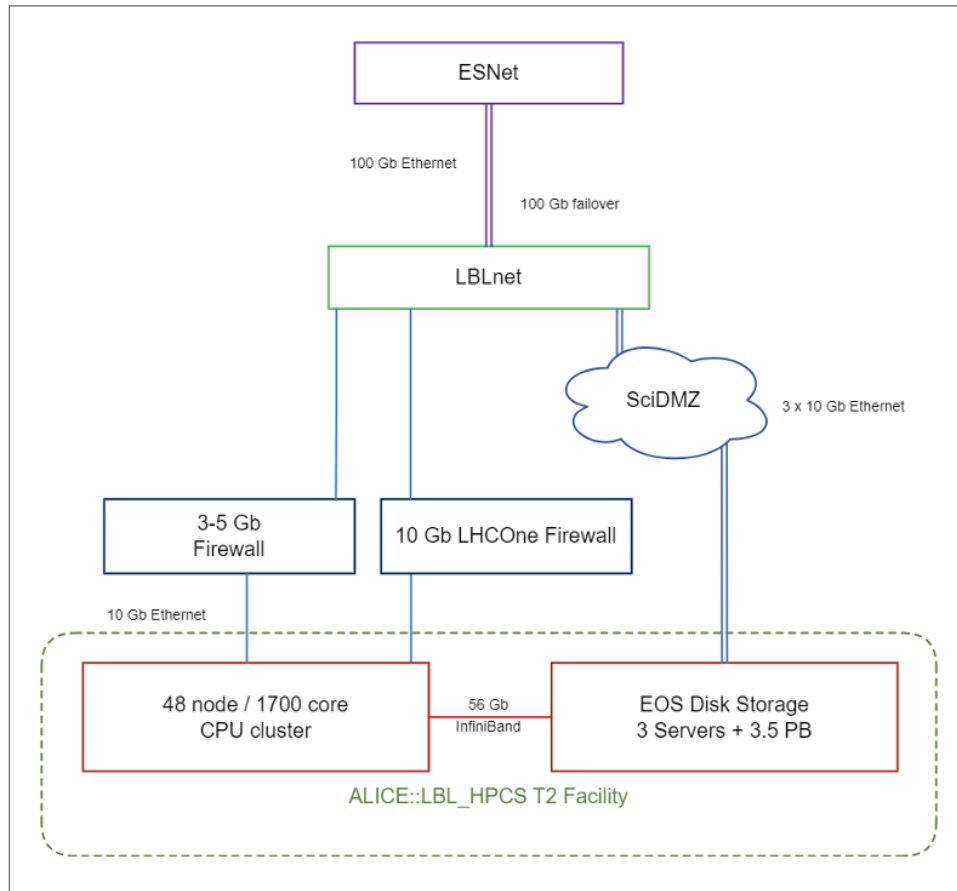 ESNet
100 Gb Ethernet
100 Gb failover
LBLnet
SciDMZ
3 x 10 Gb Ethernet
3-5 Gb
Firewall
10 Gb LHCOne Firewall
10 Gb Ethernet
48 node / 1700 core
CPU cluster
56 Gb
InfiniBand
EOS Disk Storage
3 Servers + 3.5 PB
ALICE::LBL_HPCS T2 Facility